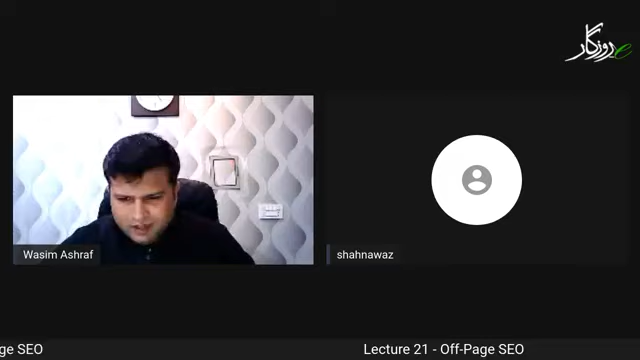 روزگار
Wasim Ashraf
shahnawaz
ge SEO
Lecture 21 - Off-Page SEO